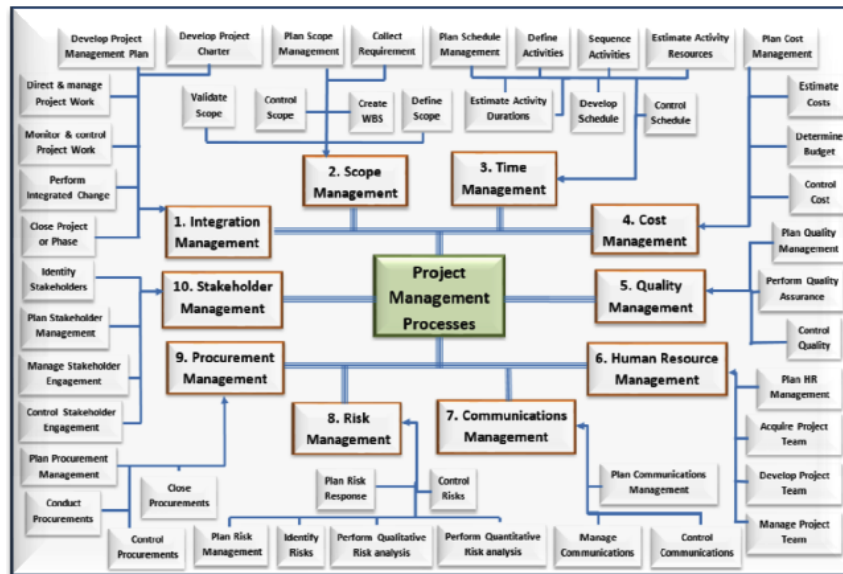 Develop Project
Management Plan
Develop Project
Charter
Plan Scope
Management
Collect
Requirement
Plan Schedule
Management
Define
Activities
Sequence
Activities
Estimate Activity
Resources
Plan Cost
Management
Direct & manage
Project Work
Validate
Scope
Control
Scope
Create
WBS
Define
Scope
Estimate Activity
Durations
Develop
Schedule
Control
Schedule
Estimate
Costs
Monitor & control
Project Work
Determine
Budget
Perform
Integrated Change
2. Scope
Management
3. Time
Management
Control
Cost
Close Project
or Phase
1. Integration
Management
4. Cost
Management
Plan Quality
Management
Identify
Stakeholders
10. Stakeholder
Management
Project
Management
Processes
5. Quality
Management
Perform Quality
Assurance
Plan Stakeholder
Management
Control
Quality
Manage Stakeholder
Engagement
9. Procurement
Management
6. Human Resource
Management
Plan HR
Management
Control Stakeholder
Engagement
8. Risk
Management
7. Communications
Management
Acquire Project
Team
Plan Procurement
Management
Close
Procurements
Plan Risk
Response
Control
Risks
Plan Communications
Management
Develop Project
Team
Conduct
Procurements
Control
Procurements
Plan Risk
Management
Identify
Risks
Perform Qualitative
Risk analysis
Perform Quantitative
Risk analysis
Manage
Communications
Control
Communications
Manage Project
Team